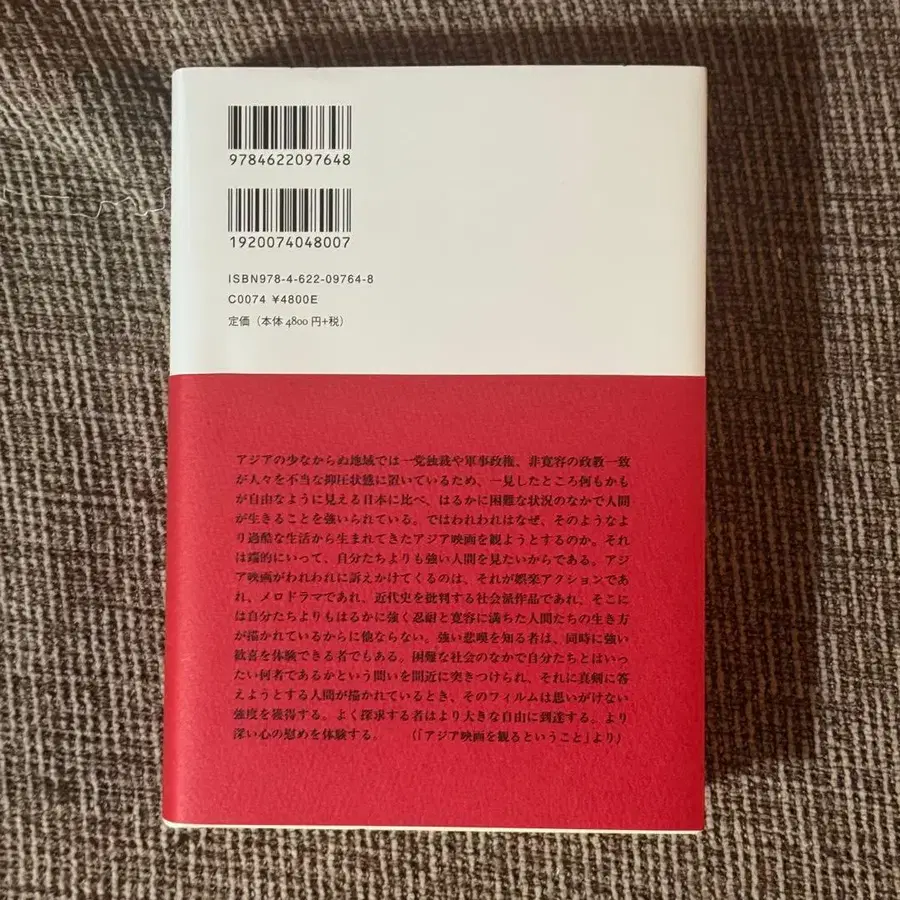 9784622097648
1920074048007
ISBN978-4-622-09764-8
C0074 ¥4800E
定価（本体4800円+税）
アジアの少なからぬ地域では一党独裁や軍事政権、非寛容の政教一致
が人々を不当な抑圧状態に置いているため、一見したところ何もかも
が自由なように見える日本に比べ、はるかに困難な状況のなかで人間
が生きることを強いられている。ではわれわれはなぜ、そのようなよ
り過酷な生活から生まれてきたアジア映画を観ようとするのか。それ
は端的にいって、自分たちよりも強い人間を見たいからである。アジ
ア映画がわれわれに訴えかけてくるのは、それが娯楽アクションであ
れ、メロドラマであれ、近代史を批判する社会派作品であれ、そこに
は自分たちよりもはるかに強く忍耐と寛容に満ちた人間たちの生き方
が描かれているからに他ならない。強い悲嘆を知る者は、同時に強い
歓喜を体験できる者でもある。困難な社会のなかで自分たちとはいっ
たい何者であるかという問いを間近に突きつけられ、それに真剣に答
えようとする人間が描かれているとき、そのフィルムは思いがけない
強度を獲得する。よく探求する者はより大きな自由に到達する。より
深い心の慰めを体験する。　（「アジア映画を観るということ」より）